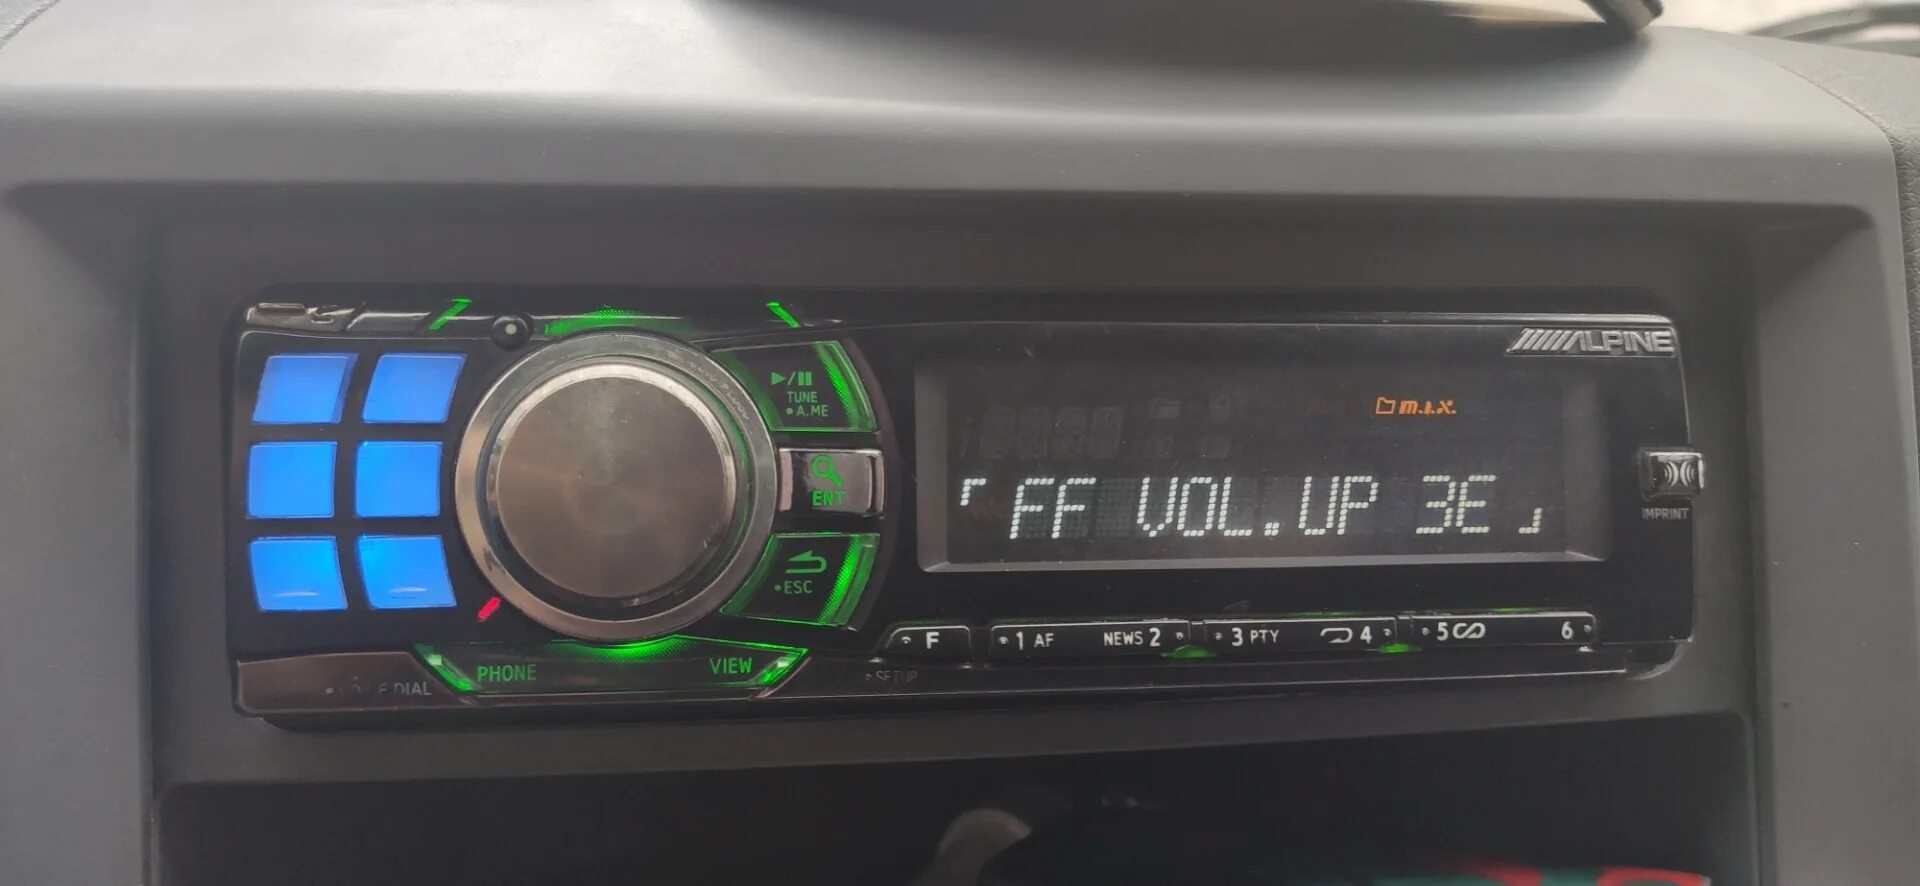 ALPINE
TUNE
A.ME
m.i.x.
ENT
「 FF VOL.UP 3E 」
IMPRINT
ESC
F 1 AF NEWS 2 3 PTY 4 5 6
PHONE VIEW
DIAL
SETUP